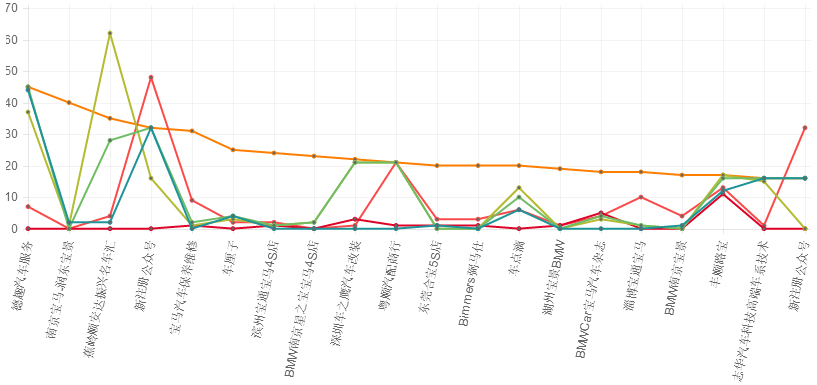 70
60
50
40
30
20
10
0
德趣汽车服务
南京宝马-润东宝景
蕉岭顺安达振兴名车汇
新注册公众号
宝马汽车保养维修
车厘子
滨州宝通宝马4S店
BMW南京星之宝宝马4S店
深圳车之鹰汽车改装
粤顺汽配商行
东莞合宝5S店
Bimmers驷马仕
车点滴
湖州宝景BMW
BMWCar宝马汽车杂志
淄博宝通宝马
BMW南京宝景
丰顺路宝
志华汽车科技高端车系技术
新注册公众号